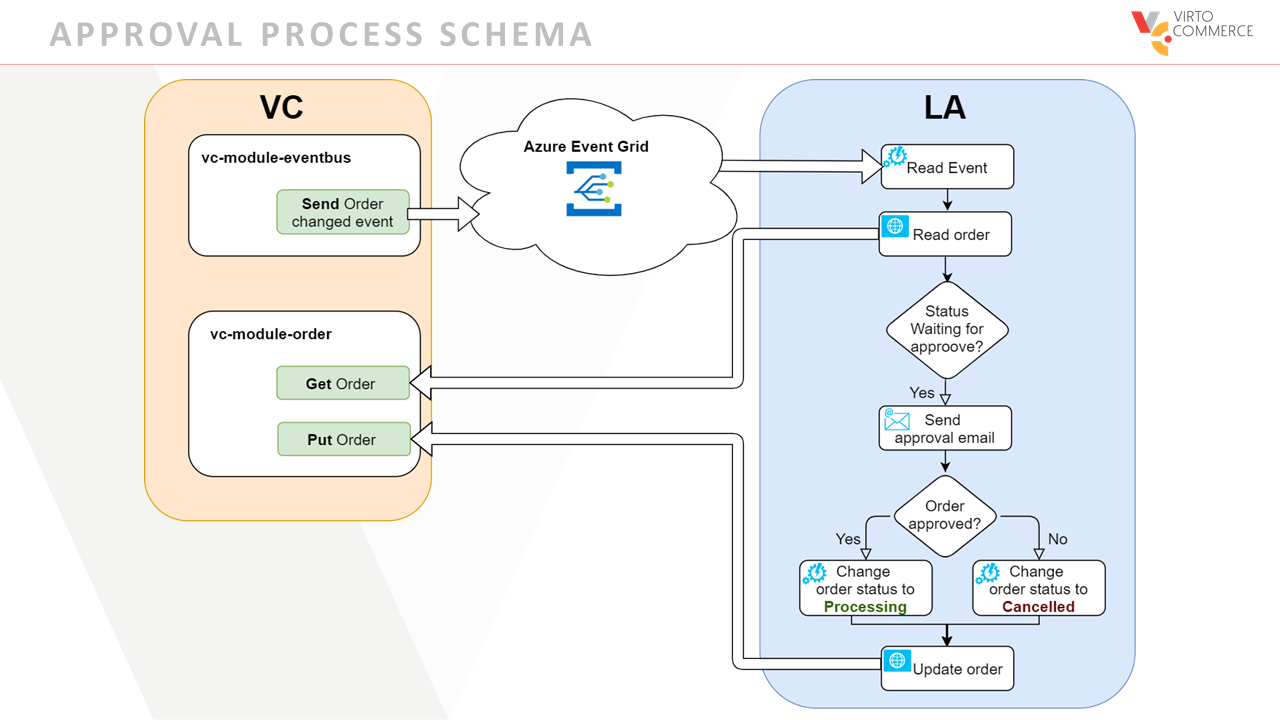 APPROVAL PROCESS SCHEMA
VIRTO
COMMERCE
VC
vc-module-eventbus
Send Order
changed event
vc-module-order
Get Order
Put Order
Azure Event Grid
LA
Read Event
Read order
Status
Waiting for
approove?
Yes
Send
approval email
Order
approved?
Yes
No
Change
order status to
Processing
Change
order status to
Cancelled
Update order